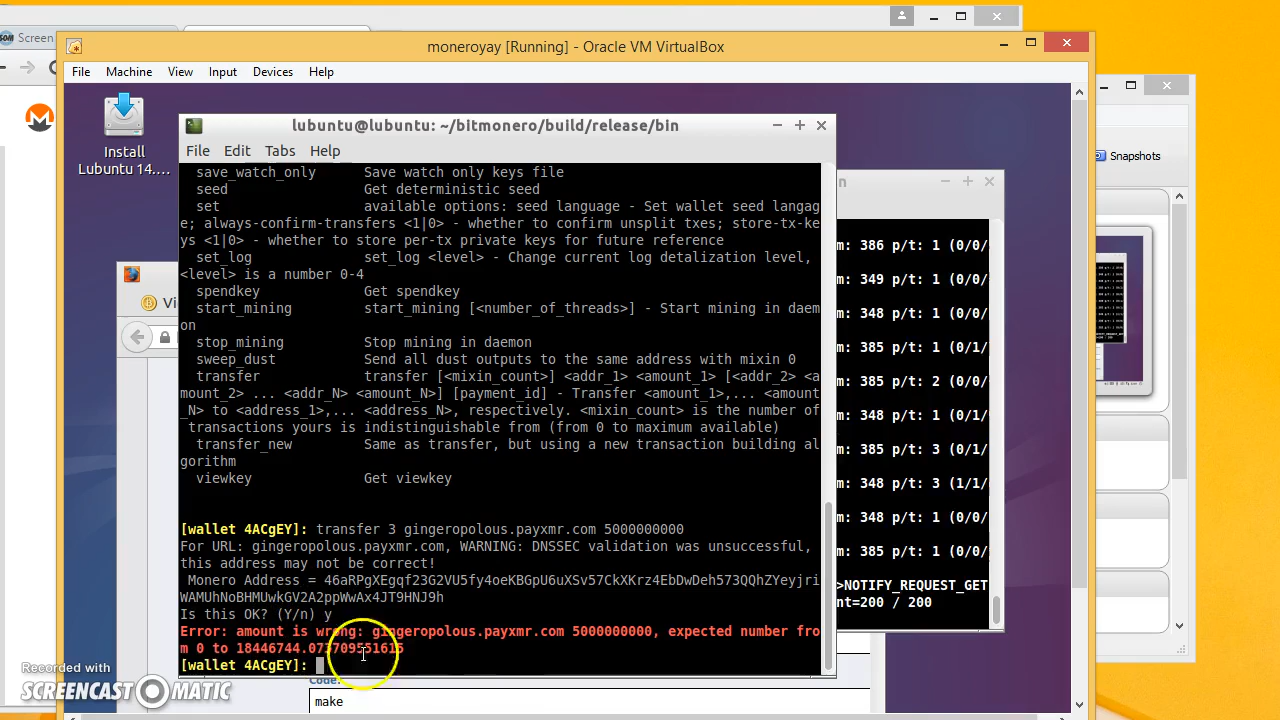 Screen
moneroyay [Running] - Oracle VM VirtualBox
File Machine View Input Devices Help
Install
Lubuntu 14....
lubuntu@lubuntu: ~/bitmonero/build/release/bin
File Edit Tabs Help
save_watch_only Save watch only keys file
seed Get deterministic seed
set available options: seed language - Set wallet seed langag
e; always-confirm-transfers <1|0> - whether to confirm unsplit txes; store-tx-ke
ys <1|0> - whether to store per-tx private keys for future reference
set_log set_log <level> - Change current log detalization level,
<level> is a number 0-4
spendkey Get spendkey
start_mining start_mining [<number_of_threads>] - Start mining in daem
on
stop_mining Stop mining in daemon
sweep_dust Send all dust outputs to the same address with mixin 0
transfer transfer [<mixin_count>] <addr_1> <amount_1> [<addr_2> <a
mount_2> ... <addr_N> <amount_N>] [payment_id] - Transfer <amount_1>,... <amount
_N> to <address_1>,... <address_N>, respectively. <mixin_count> is the number of
transactions yours is indistinguishable from (from 0 to maximum available)
transfer_new Same as transfer, but using a new transaction building al
gorithm
viewkey Get viewkey
[wallet 4ACgEY]: transfer 3 gingeropolous.payxmr.com 5000000000
For URL: gingeropolous.payxmr.com, WARNING: DNSSEC validation was unsuccessful,
this address may not be correct!
Monero Address = 46aRPgXEgqf23G2VU5fy4oeKBGpU6uXSv57CkXKrz4EbDwDeh573QQhZYeyjri
WAMUhNoBHMUwkGV2A2ppWwAx4JT9HNJ9h
Is this OK? (Y/n) y
Error: amount is wrong: gingeropolous.payxmr.com 5000000000, expected number fro
m 0 to 18446744.073709551615
[wallet 4ACgEY]:
Snapshots
n
m: 386 p/t: 1 (0/0/
m: 349 p/t: 1 (0/0/
m: 348 p/t: 1 (0/0/
m: 385 p/t: 1 (0/1/
m: 385 p/t: 2 (0/0/
m: 348 p/t: 1 (0/1/
m: 385 p/t: 3 (0/1/
m: 348 p/t: 3 (1/1/
m: 348 p/t: 1 (0/0/
m: 385 p/t: 1 (0/0/
>NOTIFY_REQUEST_GET
nt=200 / 200
Vi
Code:
make
Recorded with
SCREENCAST MATIC